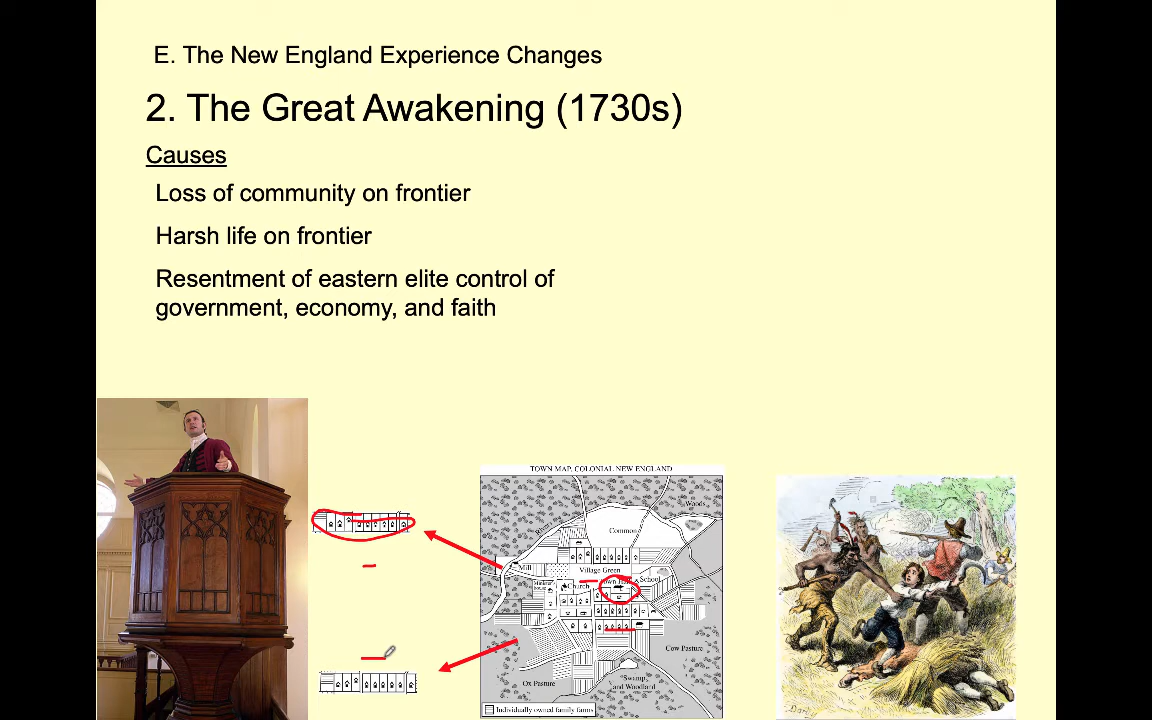 E. The New England Experience Changes
2. The Great Awakening (1730s)
Causes
Loss of community on frontier
Harsh life on frontier
Resentment of eastern elite control of
government, economy, and faith
TOWN MAP, COLONIAL NEW ENGLAND
Woods
Common
Mill
Village Green
Church
School
Cow Pasture
Ox Pasture
Swamp
and Woodland
Individually owned family farms